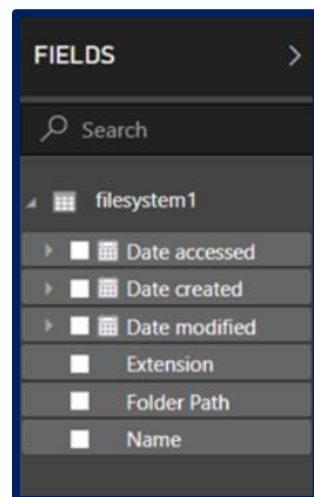 FIELDS
Search
filesystem1
Date accessed
Date created
Date modified
Extension
Folder Path
Name